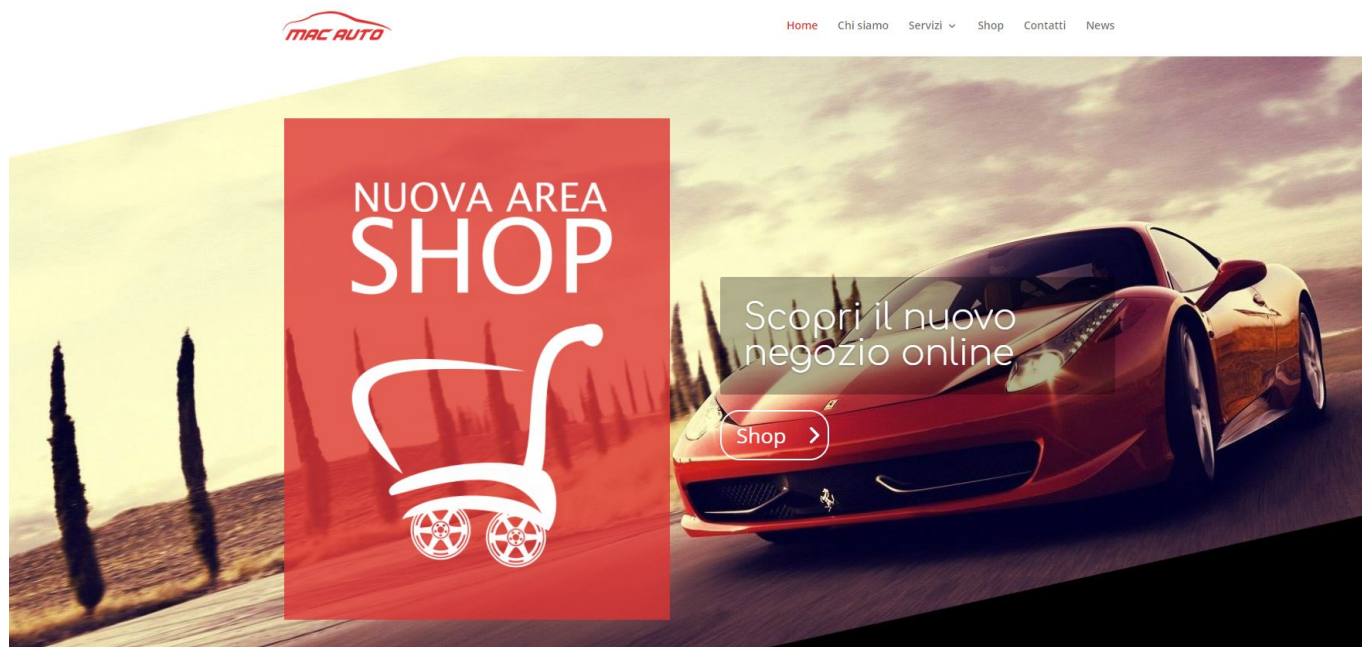 MAC AUTO
Home Chi siamo Servizi Shop Contatti News
NUOVA AREA
SHOP
Scopri il nuovo
negozio online
Shop